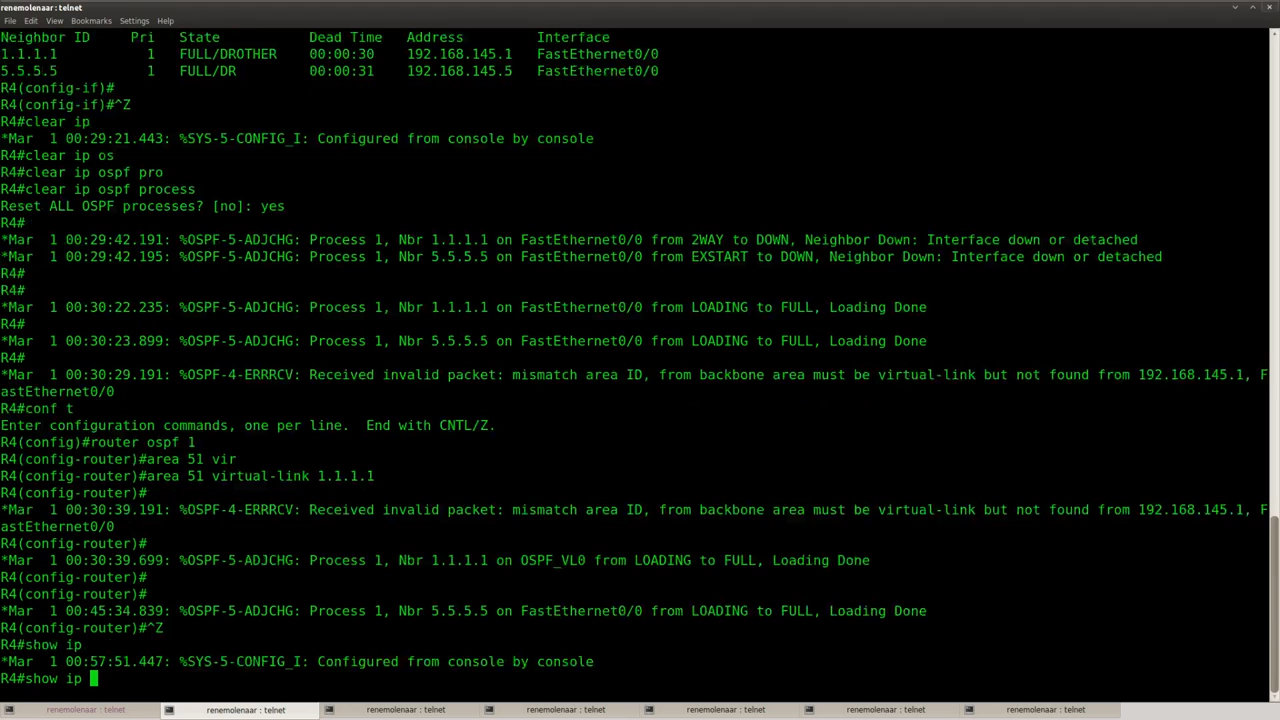 renemolenaar : telnet
File Edit View Bookmarks Settings Help
Neighbor ID Pri State Dead Time Address Interface
1.1.1.1 1 FULL/DROTHER 00:00:30 192.168.145.1 FastEthernet0/0
5.5.5.5 1 FULL/DR 00:00:31 192.168.145.5 FastEthernet0/0
R4(config-if)#
R4(config-if)#^Z
R4#clear ip
*Mar 1 00:29:21.443: %SYS-5-CONFIG_I: Configured from console by console
R4#clear ip os
R4#clear ip ospf pro
R4#clear ip ospf process
Reset ALL OSPF processes? [no]: yes
R4#
*Mar 1 00:29:42.191: %OSPF-5-ADJCHG: Process 1, Nbr 1.1.1.1 on FastEthernet0/0 from 2WAY to DOWN, Neighbor Down: Interface down or detached
*Mar 1 00:29:42.195: %OSPF-5-ADJCHG: Process 1, Nbr 5.5.5.5 on FastEthernet0/0 from EXSTART to DOWN, Neighbor Down: Interface down or detached
R4#
R4#
*Mar 1 00:30:22.235: %OSPF-5-ADJCHG: Process 1, Nbr 1.1.1.1 on FastEthernet0/0 from LOADING to FULL, Loading Done
R4#
*Mar 1 00:30:23.899: %OSPF-5-ADJCHG: Process 1, Nbr 5.5.5.5 on FastEthernet0/0 from LOADING to FULL, Loading Done
R4#
*Mar 1 00:30:29.191: %OSPF-4-ERRRCV: Received invalid packet: mismatch area ID, from backbone area must be virtual-link but not found from 192.168.145.1, F
astEthernet0/0
R4#conf t
Enter configuration commands, one per line. End with CNTL/Z.
R4(config)#router ospf 1
R4(config-router)#area 51 vir
R4(config-router)#area 51 virtual-link 1.1.1.1
R4(config-router)#
*Mar 1 00:30:39.191: %OSPF-4-ERRRCV: Received invalid packet: mismatch area ID, from backbone area must be virtual-link but not found from 192.168.145.1, F
astEthernet0/0
R4(config-router)#
*Mar 1 00:30:39.699: %OSPF-5-ADJCHG: Process 1, Nbr 1.1.1.1 on OSPF_VL0 from LOADING to FULL, Loading Done
R4(config-router)#
R4(config-router)#
*Mar 1 00:45:34.839: %OSPF-5-ADJCHG: Process 1, Nbr 5.5.5.5 on FastEthernet0/0 from LOADING to FULL, Loading Done
R4(config-router)#^Z
R4#show ip
*Mar 1 00:57:51.447: %SYS-5-CONFIG_I: Configured from console by console
R4#show ip
renemolenaar : telnet renemolenaar : telnet renemolenaar : telnet renemolenaar : telnet renemolenaar : telnet renemolenaar : telnet renemolenaar : telnet